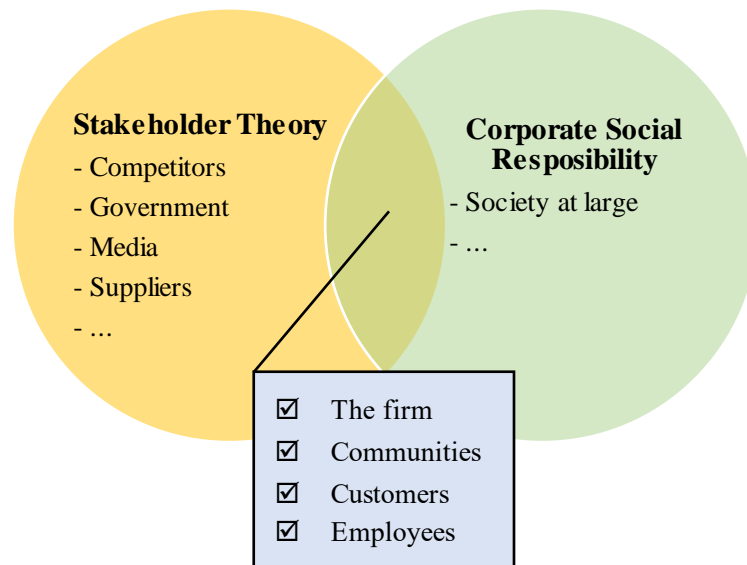 Stakeholder Theory
- Competitors
- Government
- Media
- Suppliers
- ...
Corporate Social
Resposibility
- Society at large
- ...
☑ The firm
☑ Communities
☑ Customers
☑ Employees